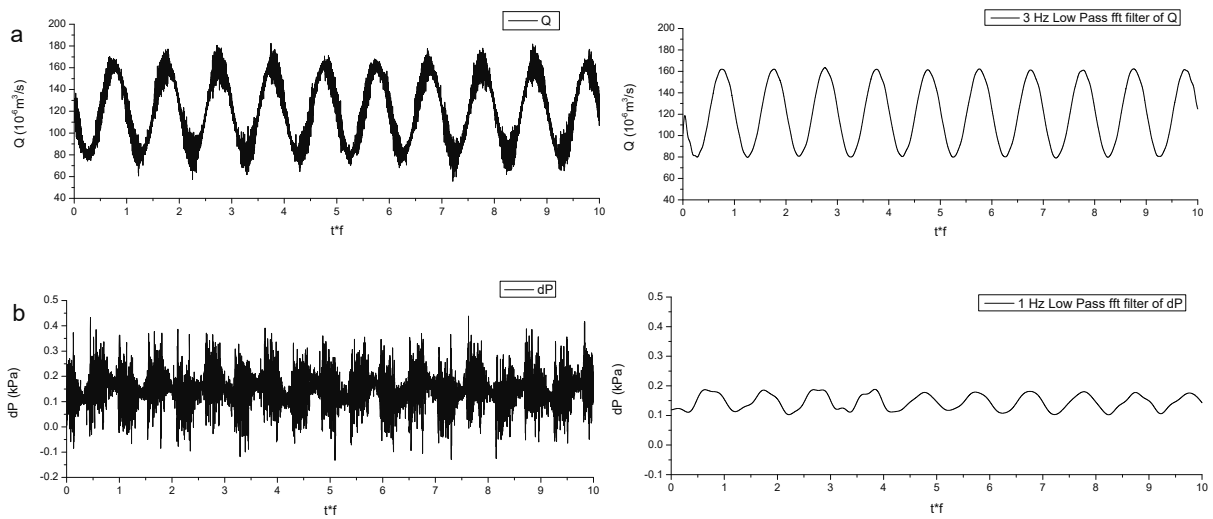 a
Q
Q (10⁻⁶m³/s)
200
180
160
140
120
100
80
60
40
0 1 2 3 4 5 6 7 8 9 10
t*f
3 Hz Low Pass fft filter of Q
Q (10⁻⁶m³/s)
200
180
160
140
120
100
80
60
40
0 1 2 3 4 5 6 7 8 9 10
t*f
b
dP
dP (kPa)
0.5
0.4
0.3
0.2
0.1
0.0
-0.1
-0.2
0 1 2 3 4 5 6 7 8 9 10
t*f
1 Hz Low Pass fft filter of dP
dP (kPa)
0.5
0.4
0.3
0.2
0.1
0.0
-0.1
0 1 2 3 4 5 6 7 8 9 10
t*f